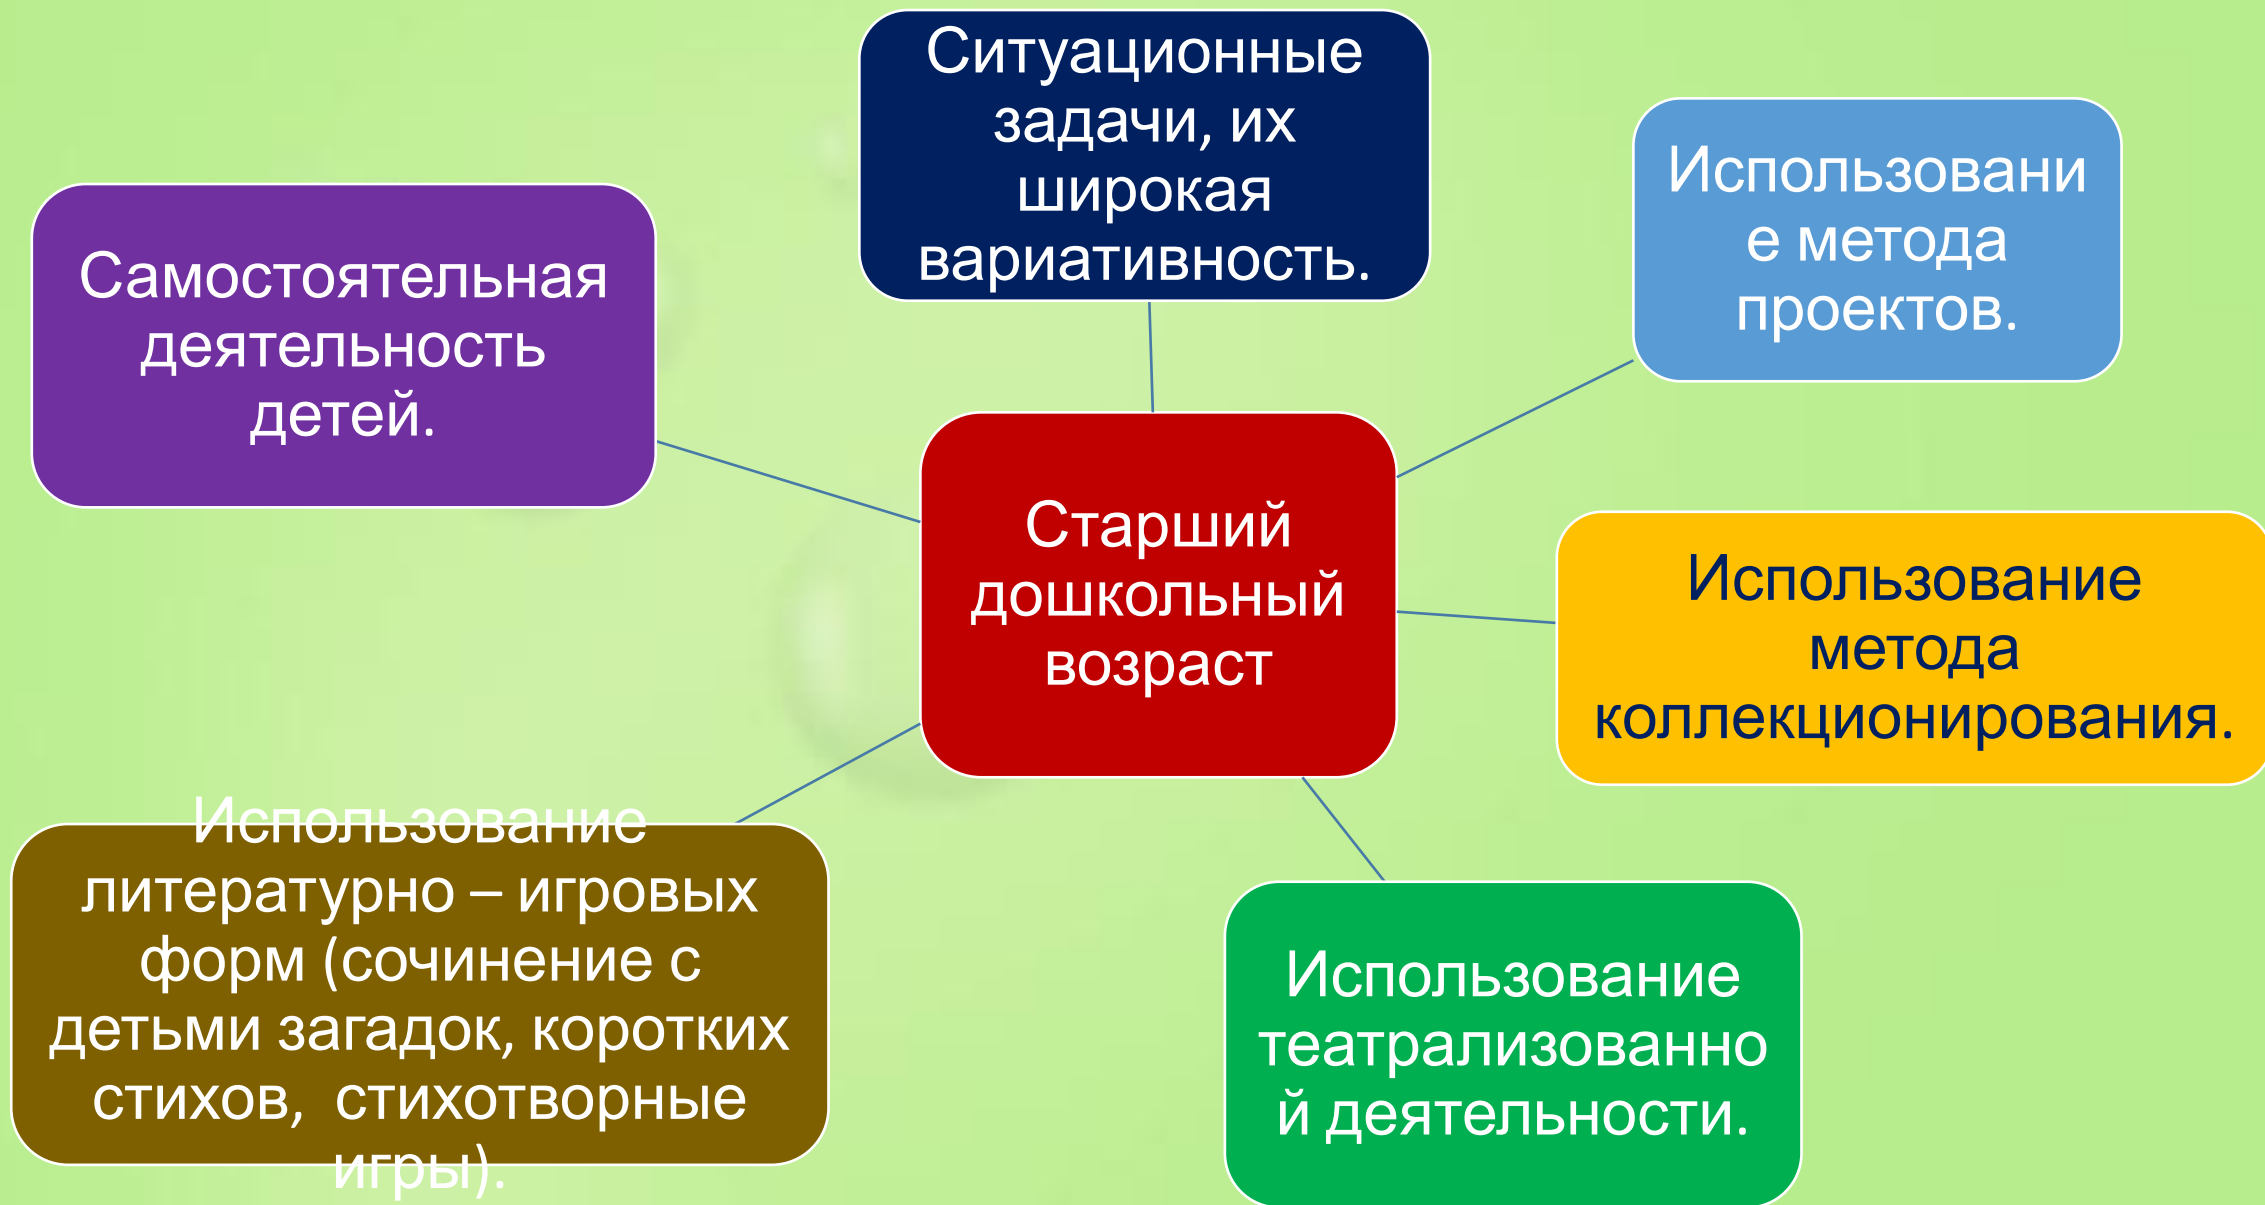 Ситуационные
задачи, их
широкая
вариативность.
Использовани
е метода
проектов.
Самостоятельная
деятельность
детей.
Старший
дошкольный
возраст
Использование
метода
коллекционирования.
Использование
литературно – игровых
форм (сочинение с
детьми загадок, коротких
стихов,  стихотворные
игры).
Использование
театрализованно
й деятельности.